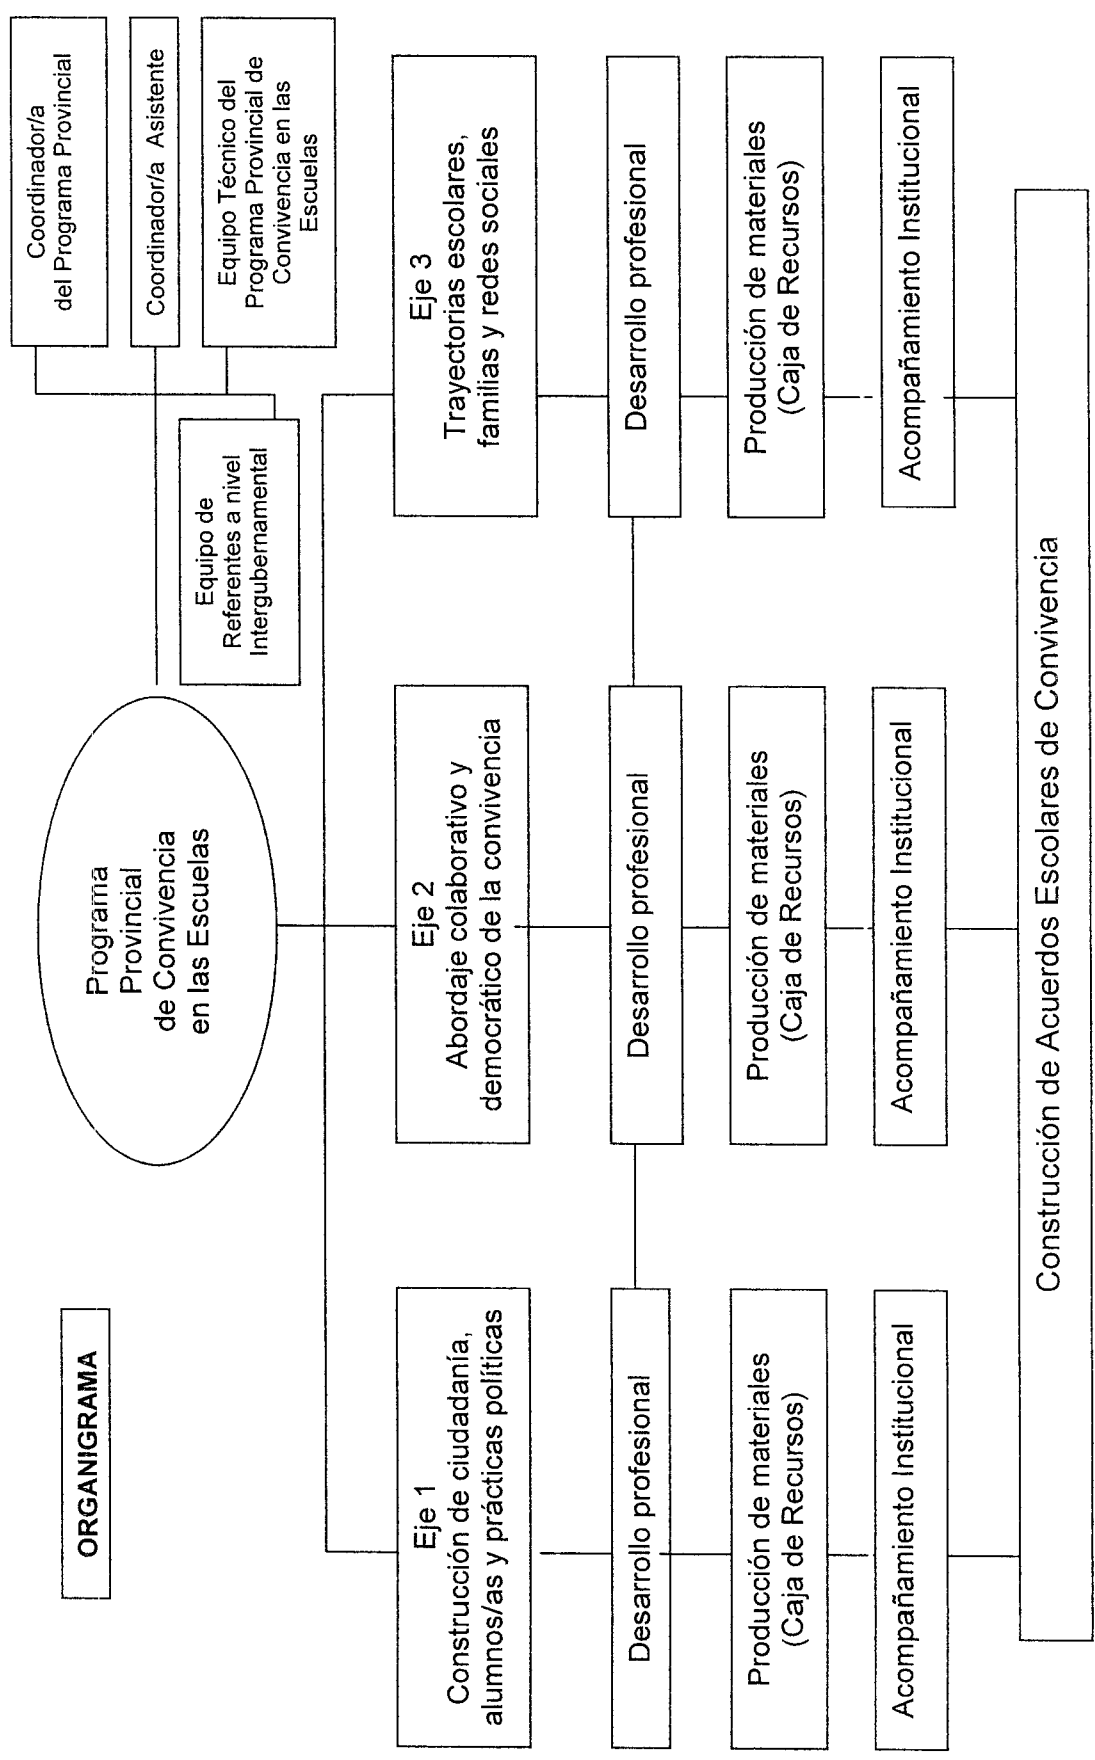 ORGANIGRAMA
Programa
Provincial
de Convivencia
en las Escuelas
Coordinador/a
del Programa Provincial
Coordinador/a Asistente
Equipo Técnico del
Programa Provincial de
Convivencia en las
Escuelas
Equipo de
Referentes a nivel
Intergubernamental
Eje 1
Construcción de ciudadanía,
alumnos/as y prácticas políticas
Eje 2
Abordaje colaborativo y
democrático de la convivencia
Eje 3
Trayectorias escolares,
familias y redes sociales
Desarrollo profesional
Desarrollo profesional
Desarrollo profesional
Producción de materiales
(Caja de Recursos)
Producción de materiales
(Caja de Recursos)
Producción de materiales
(Caja de Recursos)
Acompañamiento Institucional
Acompañamiento Institucional
Acompañamiento Institucional
Construcción de Acuerdos Escolares de Convivencia